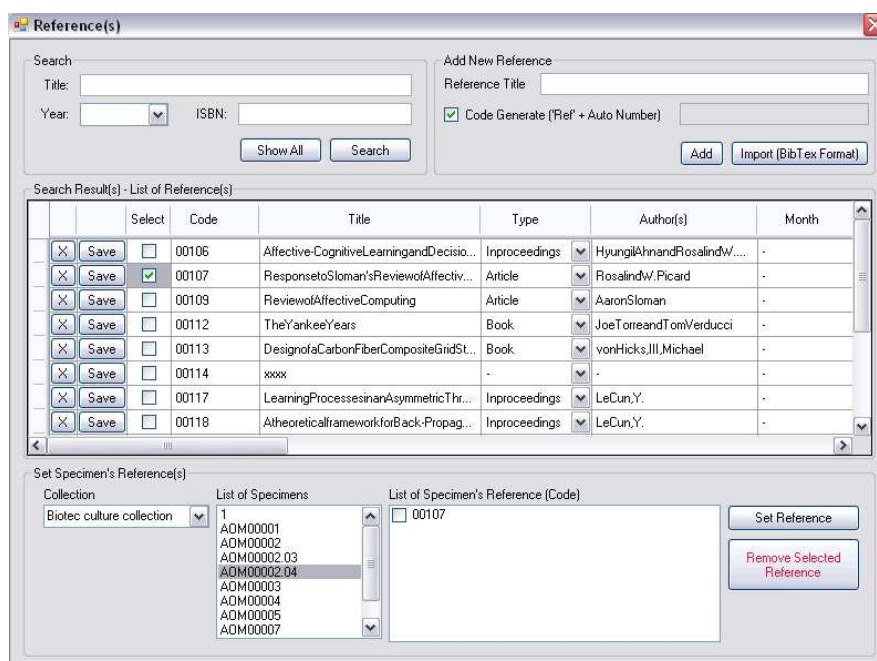 Reference(s)
Search
Title:
Year: ISBN:
Show All Search
Add New Reference
Reference Title
Code Generate ('Ref' + Auto Number)
Add Import (BibTex Format)
Search Result(s) - List of Reference(s)
Select Code Title Type Author(s) Month
X Save 00106 Affective-CognitiveLearningandDecisio... Inproceedings HyungilAhnandRosalindW.... -
X Save 00107 ResponsetoSloman'sReviewofAffectiv... Article RosalindW.Picard -
X Save 00109 ReviewofAffectiveComputing Article AaronSloman -
X Save 00112 TheYankeeYears Book JoeTorreandTomVerducci -
X Save 00113 DesignofaCarbonFiberCompositeGridSt... Book vonHicks,III,Michael -
X Save 00114 xxxx - -
X Save 00117 LearningProcessesinanAsymmetricThr... Inproceedings LeCun,Y. -
X Save 00118 AtheoreticalframeworkforBack-Propag... Inproceedings LeCun,Y. -
Set Specimen's Reference(s)
Collection
Biotec culture collection
List of Specimens
1
AOM00001
AOM00002
AOM00002.03
AOM00002.04
AOM00003
AOM00004
AOM00005
AOM00007
List of Specimen's Reference (Code)
00107
Set Reference
Remove Selected
Reference